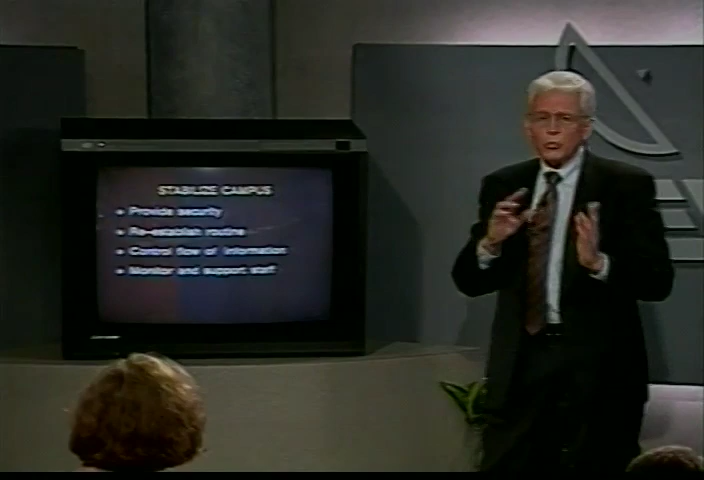 STABILIZE CAMPUS
Provide security
Re-establish routine
Control flow of information
Monitor and support staff